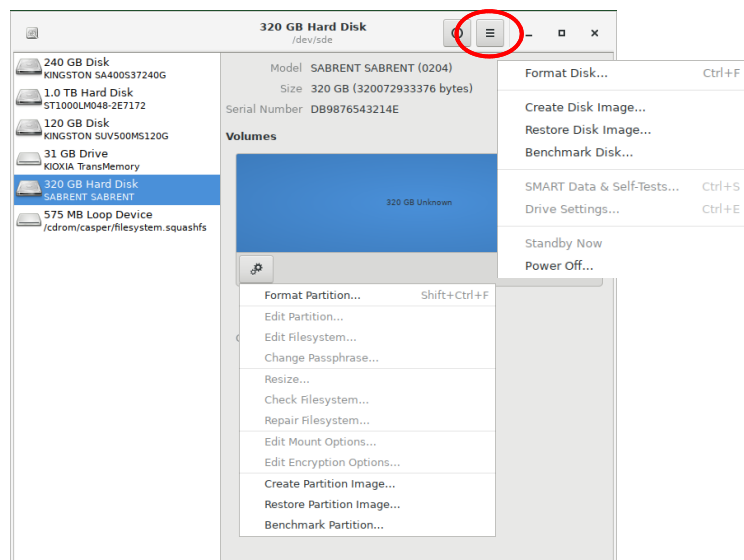 320 GB Hard Disk
/dev/sde
240 GB Disk
KINGSTON SA400S37240G
1.0 TB Hard Disk
ST1000LM048-2E7172
120 GB Disk
KINGSTON SUV500MS120G
31 GB Drive
KIOXIA TransMemory
320 GB Hard Disk
SABRENT SABRENT
575 MB Loop Device
/cdrom/casper/filesystem.squashfs
Model SABRENT SABRENT (0204)
Size 320 GB (320072933376 bytes)
Serial Number DB9876543214E
Volumes
320 GB Unknown
Format Partition... Shift+Ctrl+F
Edit Partition...
Edit Filesystem...
Change Passphrase...
Resize...
Check Filesystem...
Repair Filesystem...
Edit Mount Options...
Edit Encryption Options...
Create Partition Image...
Restore Partition Image...
Benchmark Partition...
Format Disk... Ctrl+F
Create Disk Image...
Restore Disk Image...
Benchmark Disk...
SMART Data & Self-Tests... Ctrl+S
Drive Settings... Ctrl+E
Standby Now
Power Off...